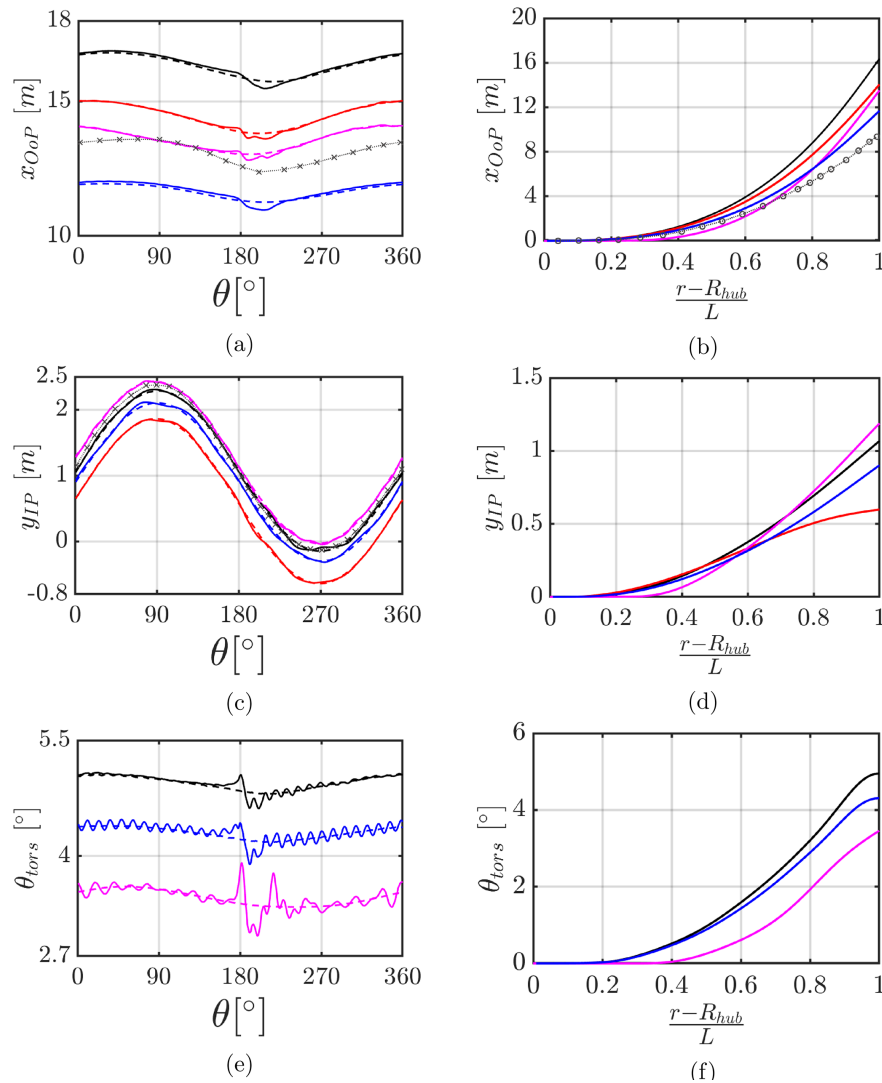 18
15
10
x_{OoP} [m]
0 90 180 270 360
θ[°]
(a)
20
16
12
8
4
0
x_{OoP} [m]
0 0.2 0.4 0.6 0.8 1
\frac{r-R_{hub}}{L}
(b)
2.5
2
1
0
-0.8
y_{IP} [m]
0 90 180 270 360
θ[°]
(c)
1.5
1
0.5
0
y_{IP} [m]
0 0.2 0.4 0.6 0.8 1
\frac{r-R_{hub}}{L}
(d)
5.5
4
2.7
θ_{tors} [°]
0 90 180 270 360
θ[°]
(e)
6
4
2
0
θ_{tors} [°]
0 0.2 0.4 0.6 0.8 1
\frac{r-R_{hub}}{L}
(f)